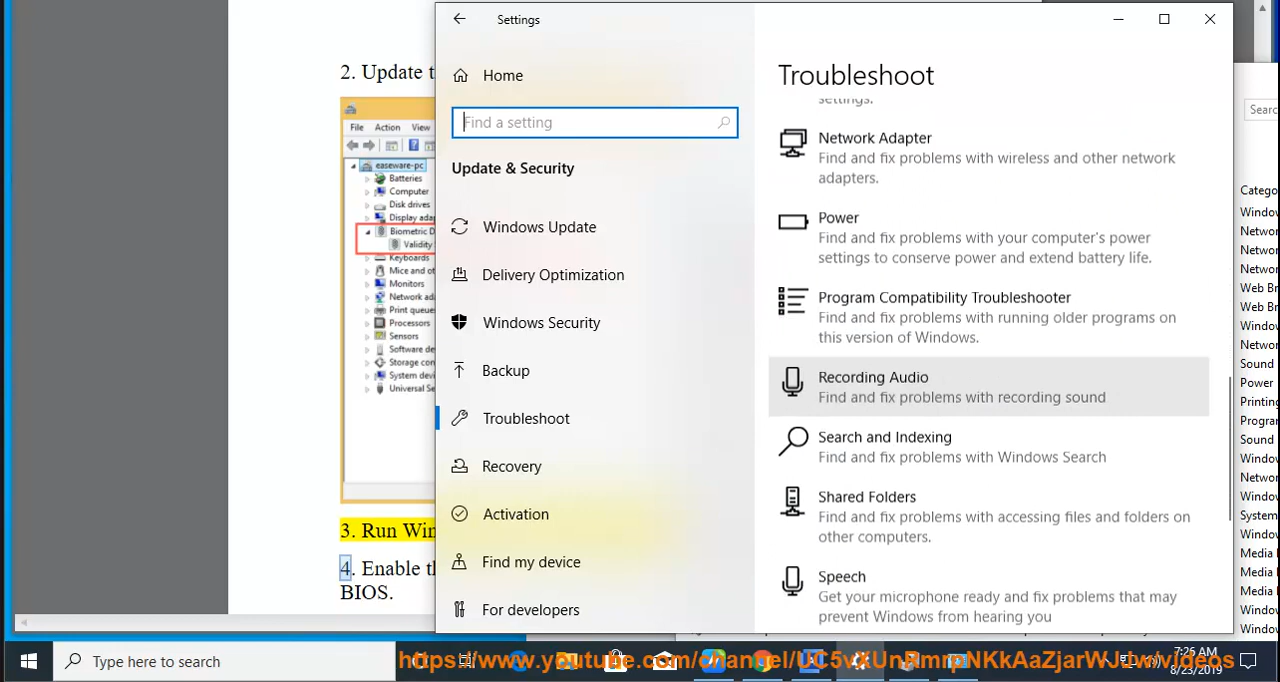 Settings
2. Update t
Home
Troubleshoot
settings.
Find a setting
File Action View
Network Adapter
Find and fix problems with wireless and other network
adapters.
easeware-pc
Batteries
Computer
Disk drives
Display ada
Biometric D
Validity
Keyboards
Mice and ot
Monitors
Network ad
Print queue
Processors
Sensors
Software de
Storage con
System devi
Universal Se
Update & Security
Windows Update
Delivery Optimization
Windows Security
Backup
Troubleshoot
Recovery
Activation
Find my device
For developers
Power
Find and fix problems with your computer's power
settings to conserve power and extend battery life.
Program Compatibility Troubleshooter
Find and fix problems with running older programs on
this version of Windows.
Recording Audio
Find and fix problems with recording sound
Search and Indexing
Find and fix problems with Windows Search
Shared Folders
Find and fix problems with accessing files and folders on
other computers.
Speech
Get your microphone ready and fix problems that may
prevent Windows from hearing you
3. Run Win
4. Enable th
BIOS.
Searc
Catego
Window
Networ
Networ
Networ
Web Br
Web Br
Window
Networ
Sound
Power
Printing
Progra
Sound
Window
Networ
Window
System
Window
Media
Media
Window
Window
Window
Type here to search
7:25 AM
8/23/2019